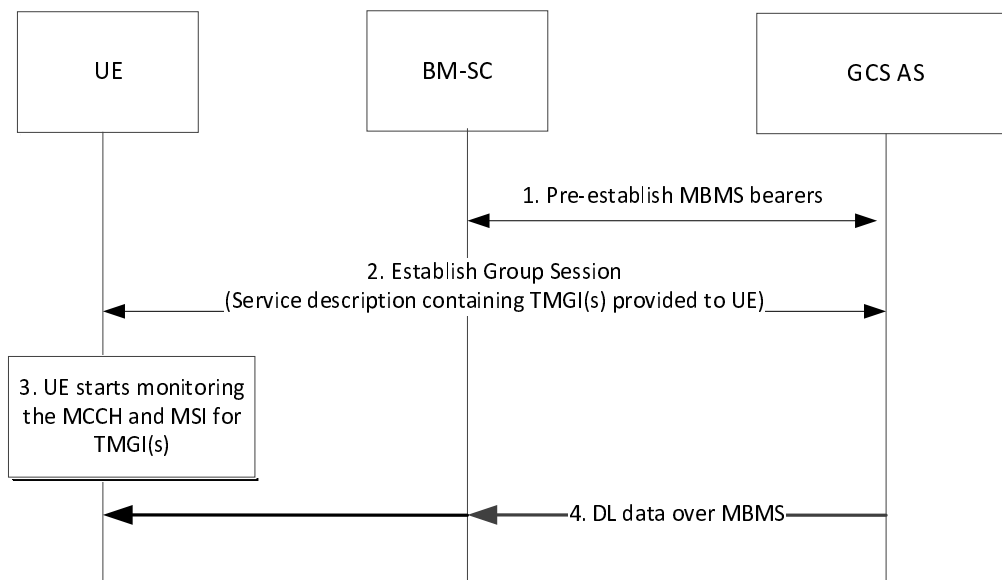 UE
BM-SC
GCS AS
1. Pre-establish MBMS bearers
2. Establish Group Session
(Service description containing TMGI(s) provided to UE)
3. UE starts monitoring
the MCCH and MSI for
TMGI(s)
4. DL data over MBMS